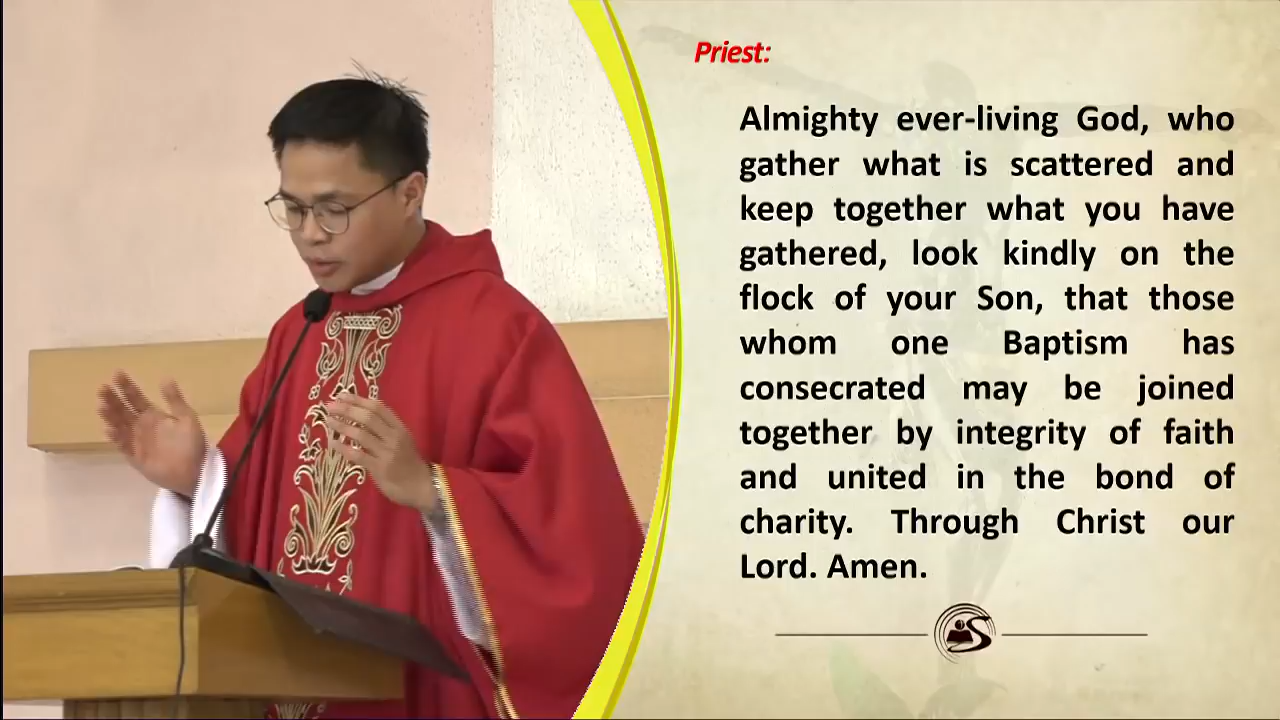 Priest:
Almighty ever-living God, who
gather what is scattered and
keep together what you have
gathered, look kindly on the
flock of your Son, that those
whom one Baptism has
consecrated may be joined
together by integrity of faith
and united in the bond of
charity. Through Christ our
Lord. Amen.